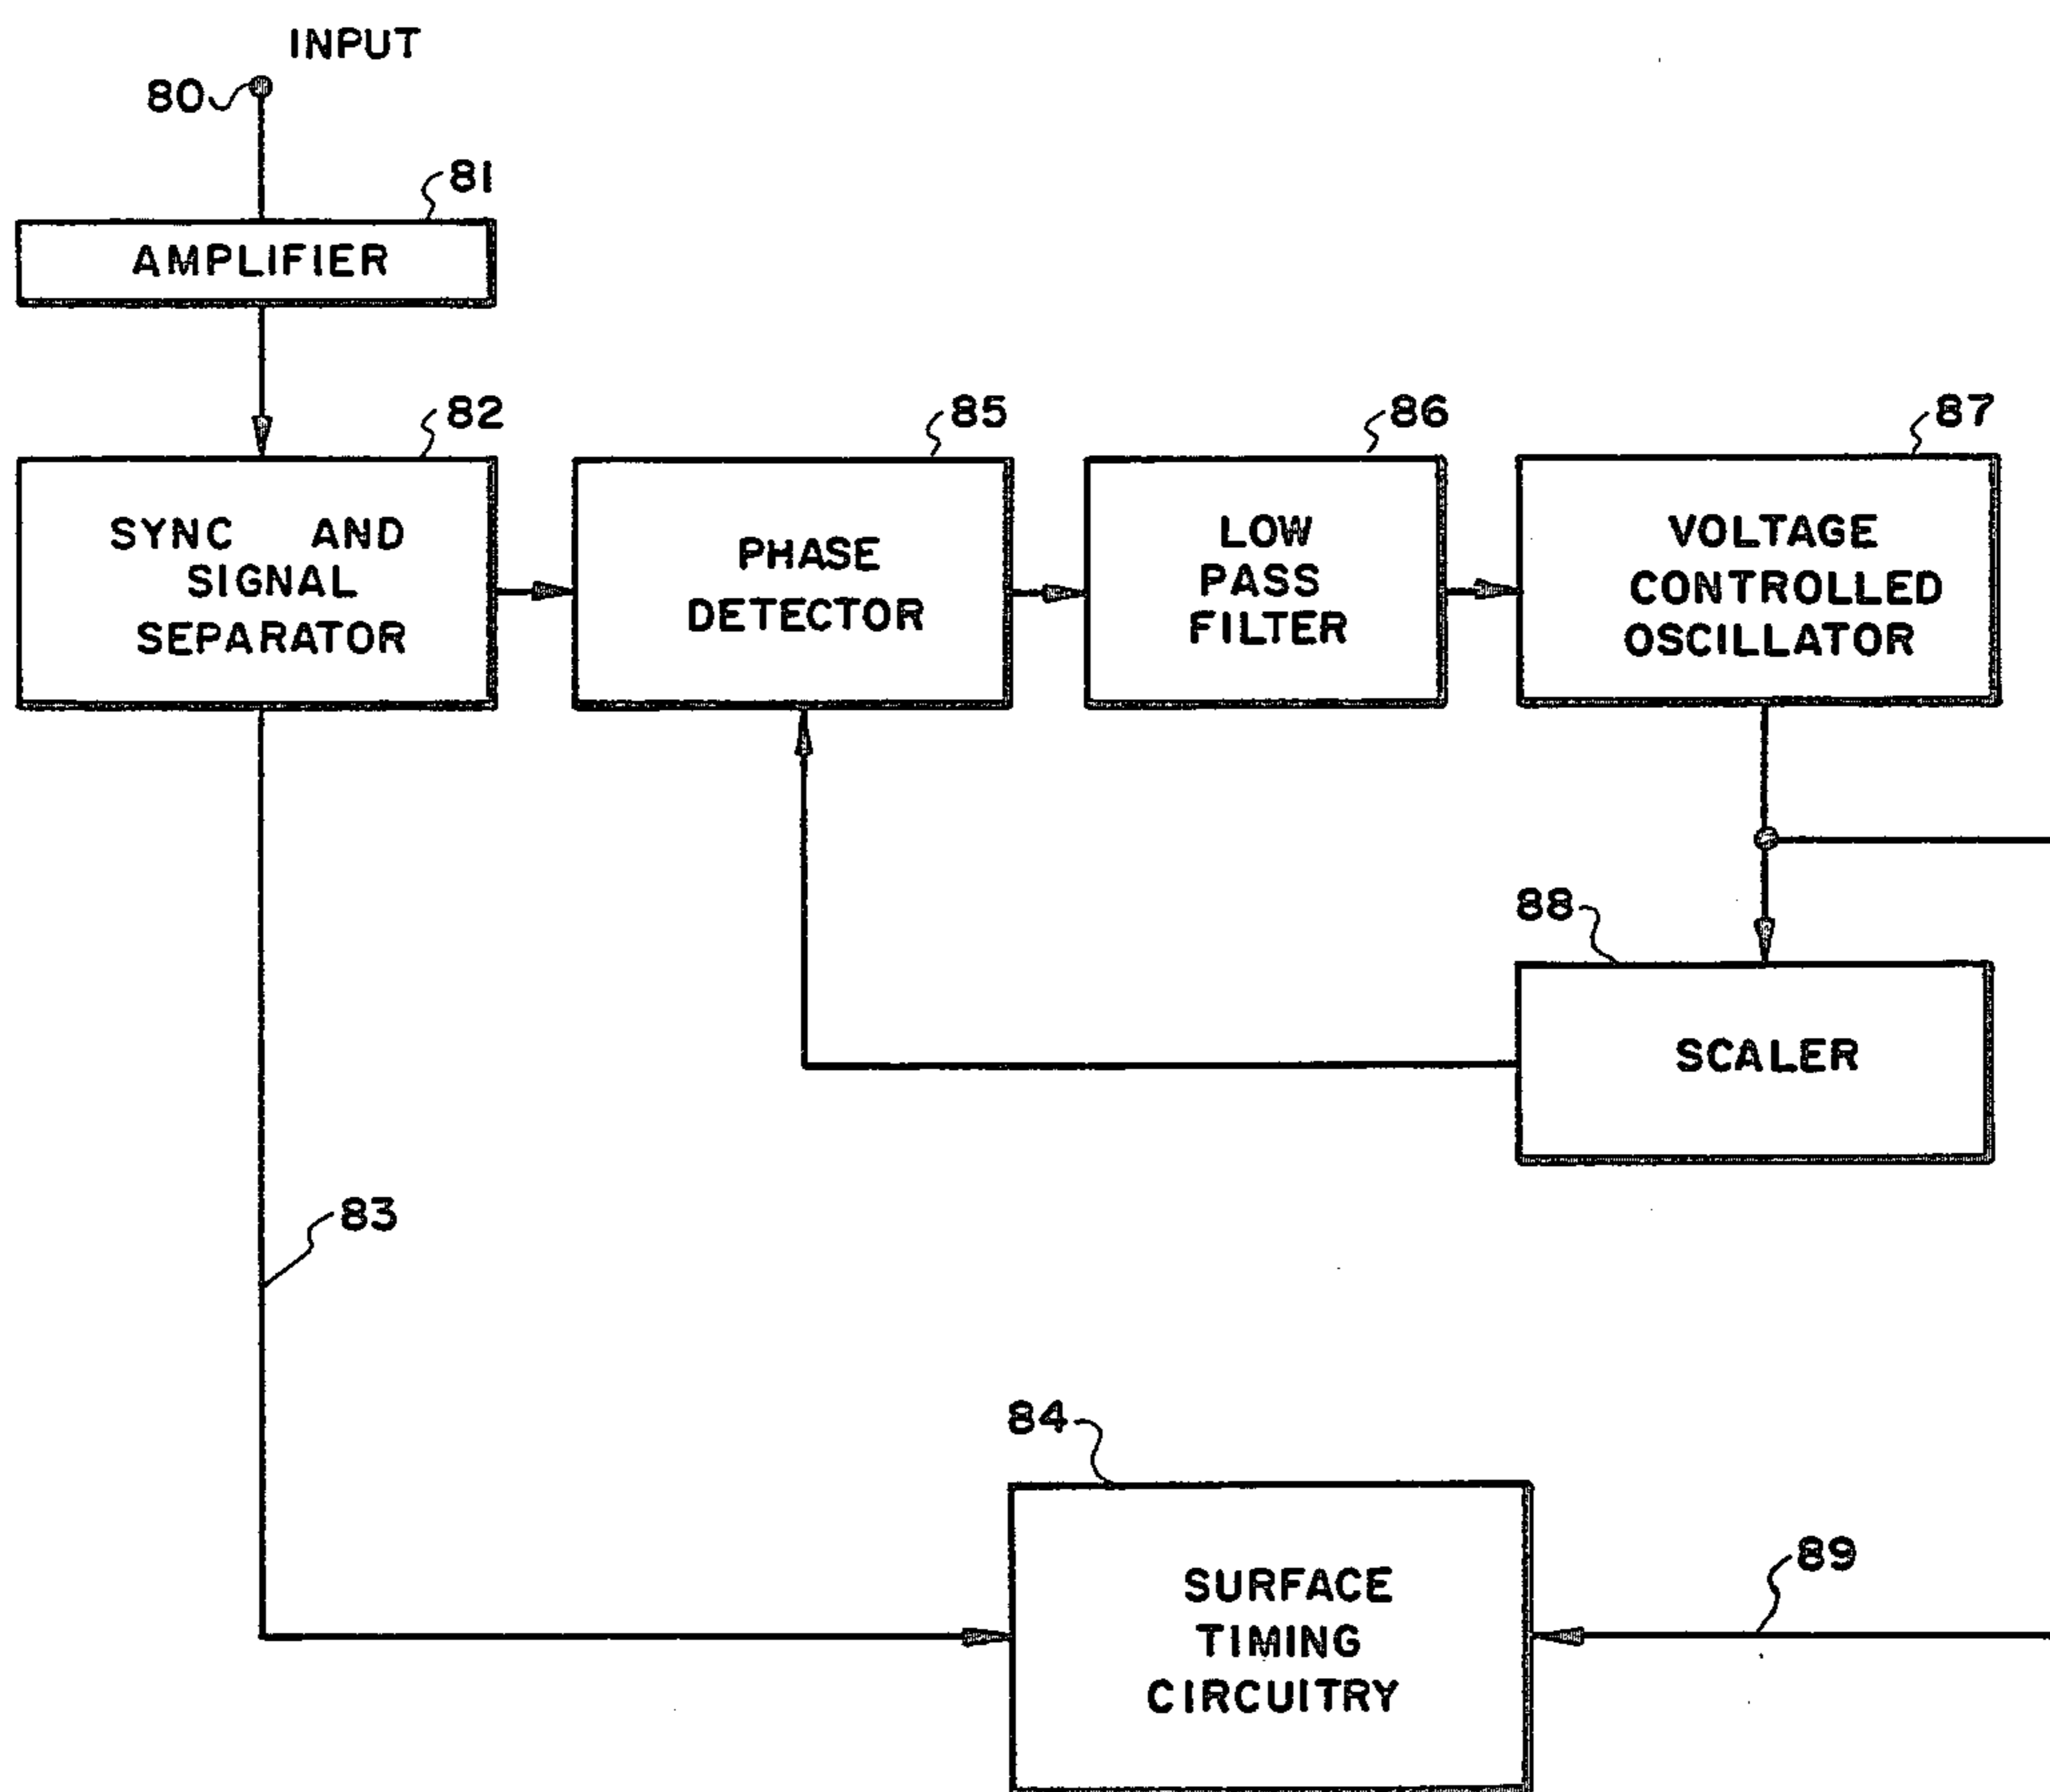 INPUT
80
81
AMPLIFIER
82
85
86
87
SYNC AND
SIGNAL
SEPARATOR
PHASE
DETECTOR
LOW
PASS
FILTER
VOLTAGE
CONTROLLED
OSCILLATOR
88
SCALER
83
84
89
SURFACE
TIMING
CIRCUITRY